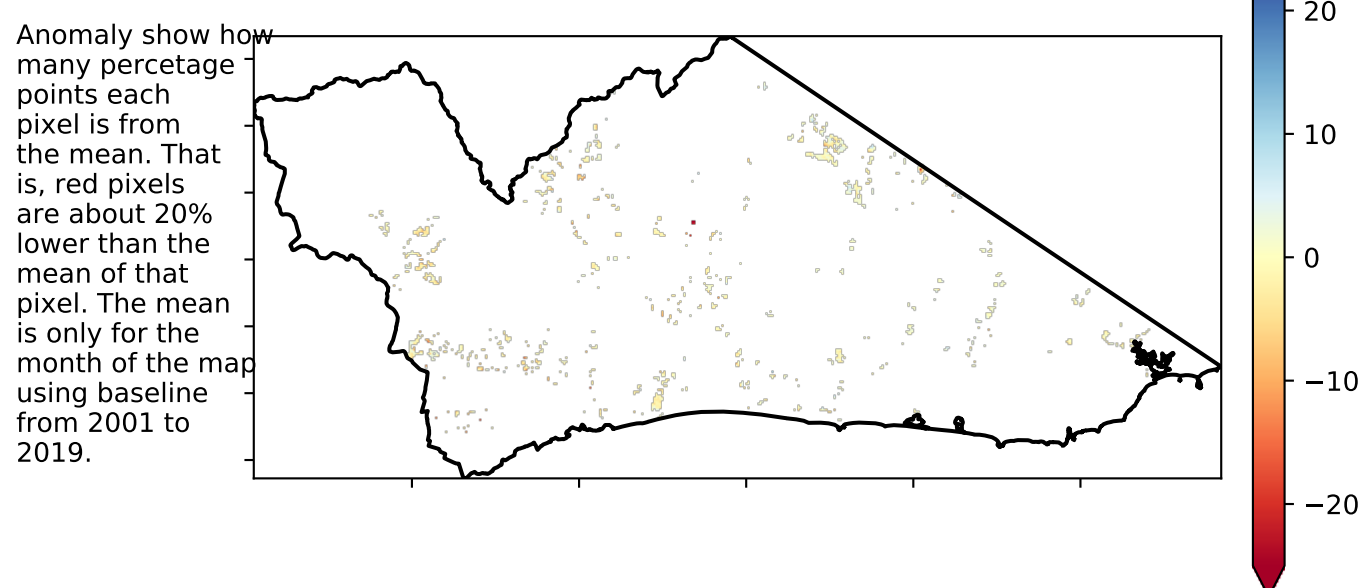 Anomaly show how
many percetage
points each
pixel is from
the mean. That
is, red pixels
are about 20%
lower than the
mean of that
pixel. The mean
is only for the
month of the map
using baseline
from 2001 to
2019.
20
10
0
−10
−20